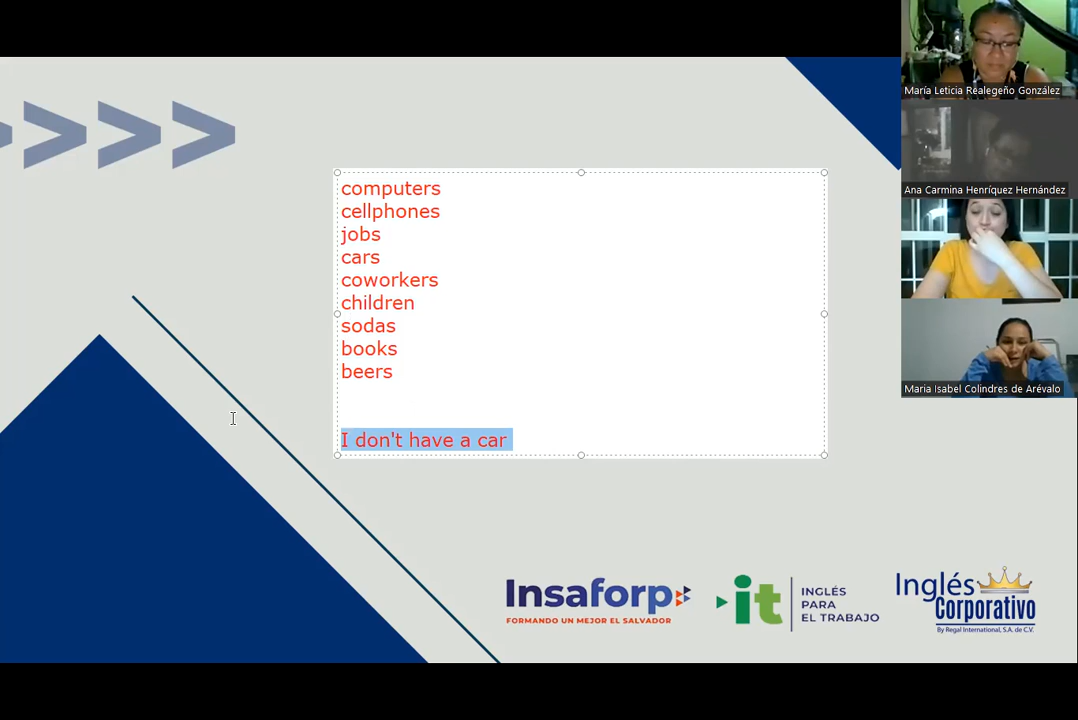 computers
cellphones
jobs
cars
coworkers
children
sodas
books
beers
I don't have a car
María Leticia Realegeño González
Ana Carmina Henríquez Hernández
Maria Isabel Colindres de Arévalo
Insaforp
FORMANDO UN MEJOR EL SALVADOR
it
INGLÉS
PARA
EL TRABAJO
Inglés
Corporativo
By Regal International, S.A. de C.V.